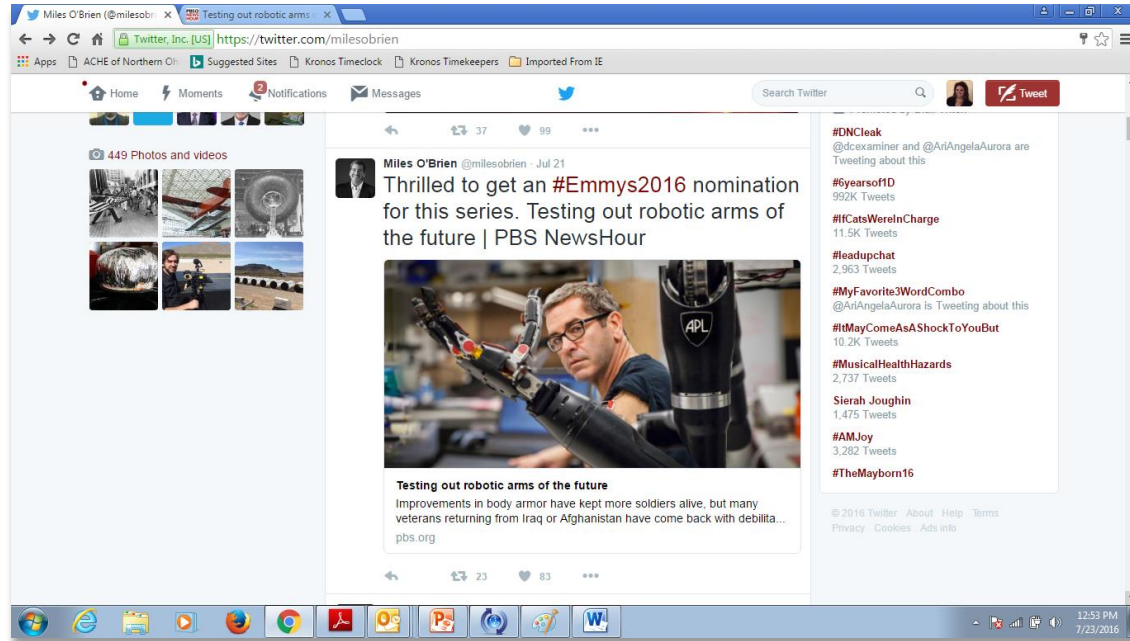 Miles O'Brien (@milesobri
Testing out robotic arms o
Twitter, Inc. [US] https://twitter.com/milesobrien
Apps ACHE of Northern Oh Suggested Sites Kronos Timeclock Kronos Timekeepers Imported From IE
Home Moments 2 Notifications Messages Search Twitter Tweet
37 99
449 Photos and videos
Miles O'Brien @milesobrien · Jul 21
Thrilled to get an #Emmys2016 nomination
for this series. Testing out robotic arms of
the future | PBS NewsHour
APL
Testing out robotic arms of the future
Improvements in body armor have kept more soldiers alive, but many
veterans returning from Iraq or Afghanistan have come back with debilita...
pbs.org
23 83
#DNCleak
@dcexaminer and @AriAngelaAurora are
Tweeting about this
#6yearsof1D
992K Tweets
#IfCatsWereInCharge
11.5K Tweets
#leadupchat
2,963 Tweets
#MyFavorite3WordCombo
@AriAngelaAurora is Tweeting about this
#ItMayComeAsAShockToYouBut
10.2K Tweets
#MusicalHealthHazards
2,737 Tweets
Sierah Joughin
1,475 Tweets
#AMJoy
3,282 Tweets
#TheMayborn16
© 2016 Twitter About Help Terms
Privacy Cookies Ads info
12:53 PM
7/23/2016